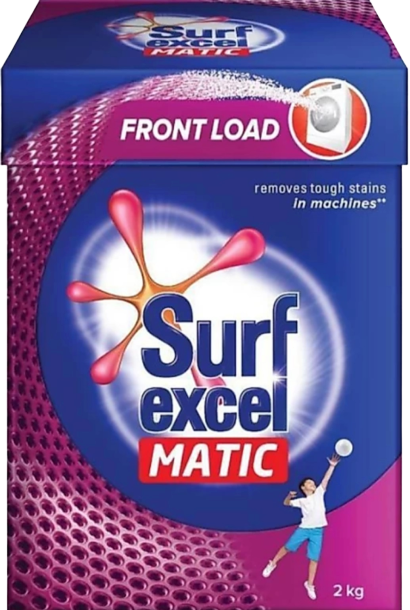 Surf
excel
MATIC
FRONT LOAD
removes tough stains
in machines**
Surf
excel
MATIC
2 kg